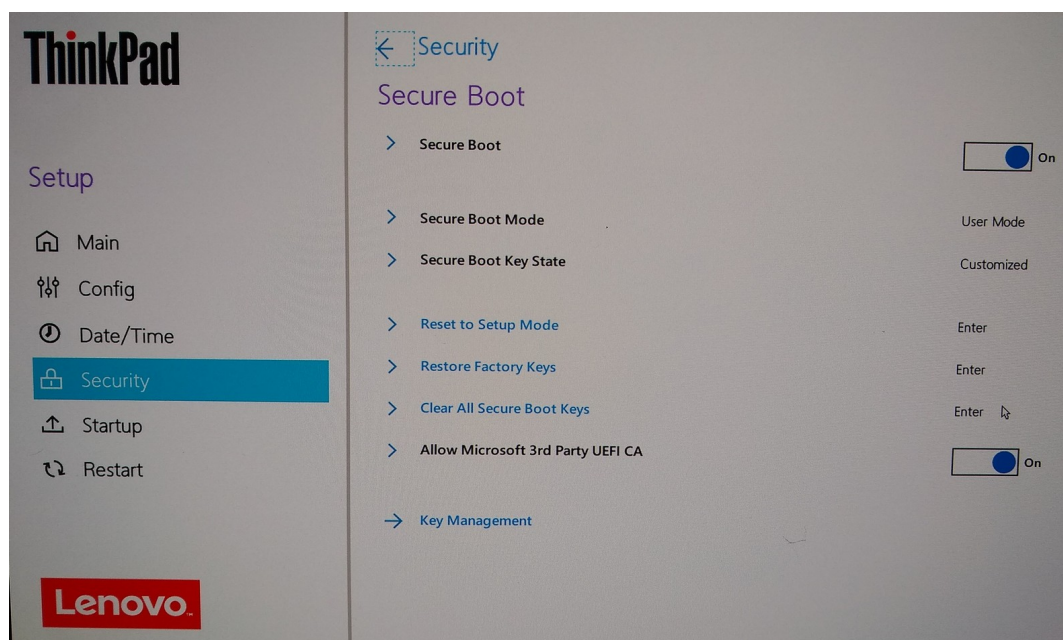 ThinkPad
Setup
Main
Config
Date/Time
Security
Startup
Restart
Lenovo
Security
Secure Boot
Secure Boot On
Secure Boot Mode User Mode
Secure Boot Key State Customized
Reset to Setup Mode Enter
Restore Factory Keys Enter
Clear All Secure Boot Keys Enter
Allow Microsoft 3rd Party UEFI CA On
Key Management